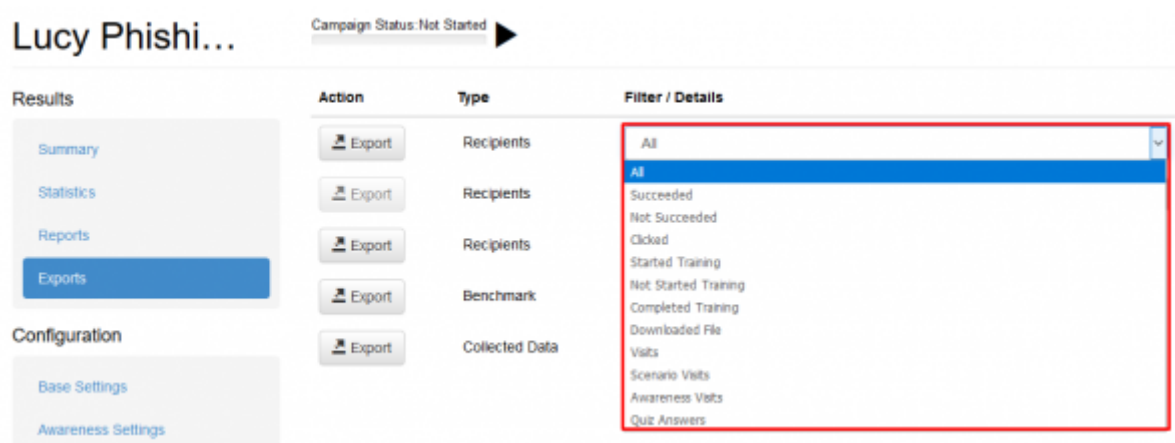 Lucy Phishi...
Campaign Status:Not Started
Results
Summary
Statistics
Reports
Exports
Configuration
Base Settings
Awareness Settings
Action Type Filter / Details
Export Recipients All
Export Recipients
Export Recipients
Export Benchmark
Export Collected Data
All
Succeeded
Not Succeeded
Clicked
Started Training
Not Started Training
Completed Training
Downloaded File
Visits
Scenario Visits
Awareness Visits
Quiz Answers